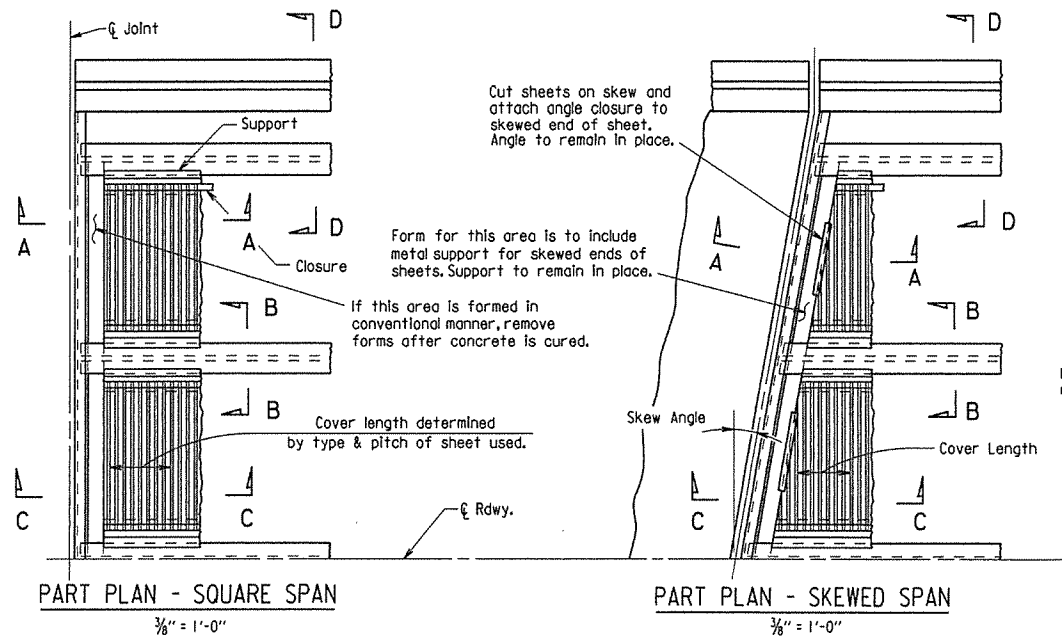 ℄ Joint
D
Support
A
A
D
Closure
If this area is formed in
conventional manner, remove
forms after concrete is cured.
B
B
Cover length determined
by type & pitch of sheet used.
C
C
℄ Rdwy.
PART PLAN - SQUARE SPAN
3/8" = 1'-0"
D
Cut sheets on skew and
attach angle closure to
skewed end of sheet.
Angle to remain in place.
D
Form for this area is to include
metal support for skewed ends of
sheets. Support to remain in place.
A
A
B
B
Skew Angle
Cover Length
C
C
PART PLAN - SKEWED SPAN
3/8" = 1'-0"